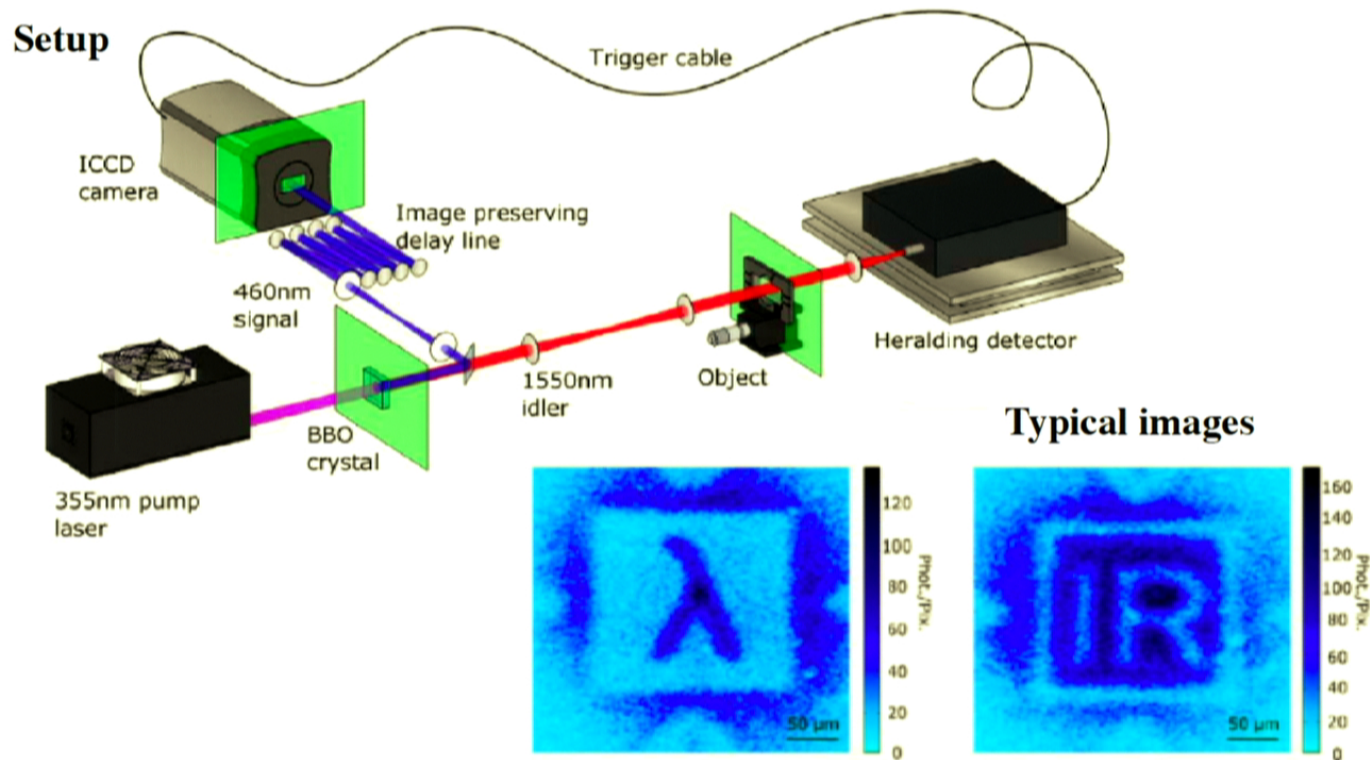 Setup
Trigger cable
ICCD
camera
Image preserving
delay line
460nm
signal
Heralding detector
Object
1550nm
idler
BBO
crystal
355nm pump
laser
Typical images
λ
120
100
80
60
40
20
0
Phot./Pix.
50 μm
IR
160
140
120
100
80
60
40
20
0
Phot./Pix.
50 μm